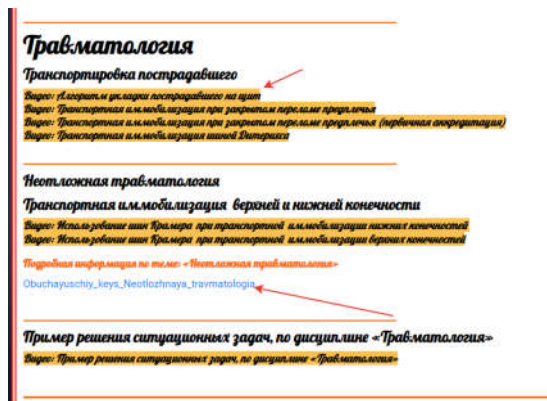 Травматология
Транспортировка пострадавшего
Видео: Алгоритм укладки пострадавшего на щит
Видео: Транспортная иммобилизация при закрытом переломе предплечья
Видео: Транспортная иммобилизация при закрытом переломе предплечья (первичная аккредитация)
Видео: Транспортная иммобилизация шиной Дитерихса
Неотложная травматология
Транспортная иммобилизация верхней и нижней конечности
Видео: Использование шин Крамера при транспортной иммобилизации нижних конечностей
Видео: Использование шин Крамера при транспортной иммобилизации верхних конечностей
Подробная информация по теме: «Неотложная травматология»
Obuchayuschiy_keys_Neotlozhnaya_travmatologia
Пример решения ситуационных задач, по дисциплине «Травматология»
Видео: Пример решения ситуационных задач, по дисциплине «Травматология»